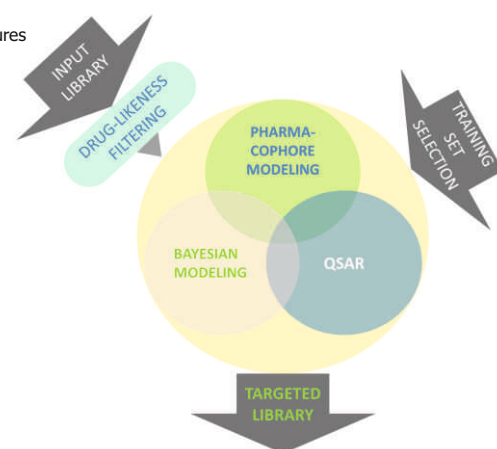 ures
INPUT
LIBRARY
DRUG-LIKENESS
FILTERING
PHARMA-
COPHORE
MODELING
TRAINING
SET
SELECTION
BAYESIAN
MODELING
QSAR
TARGETED
LIBRARY